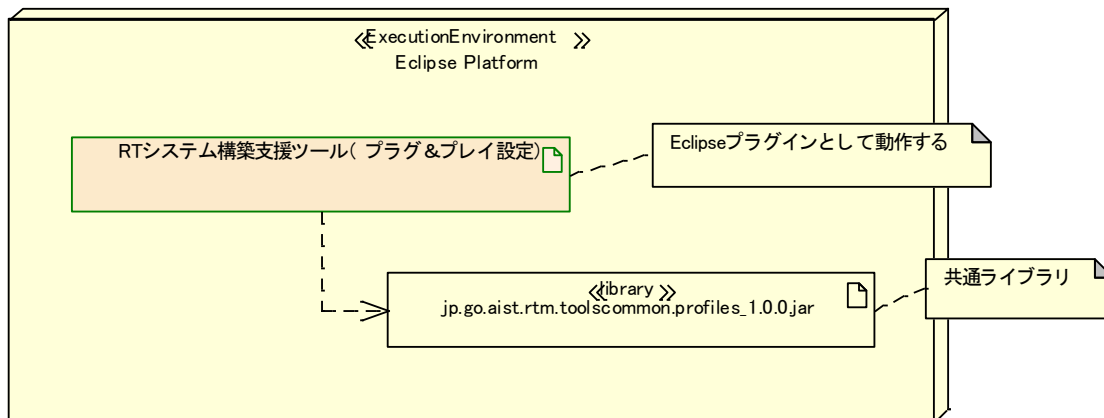 ≪ExecutionEnvironment ≫
Eclipse Platform
RTシステム構築支援ツール( プラグ&プレイ設定)
Eclipseプラグインとして動作する
≪library ≫
jp.go.aist.rtm.toolscommon.profiles_1.0.0.jar
共通ライブラリ